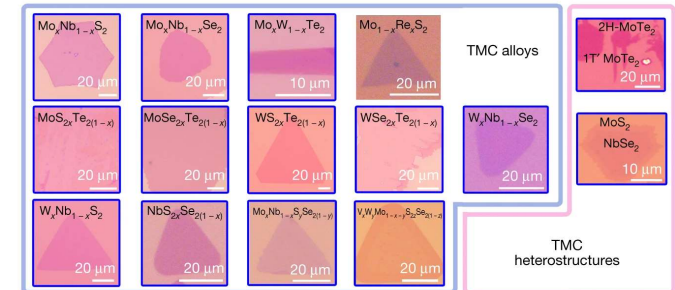 MoₓNb₁₋ₓS₂
20 μm
MoₓNb₁₋ₓSe₂
20 μm
MoₓW₁₋ₓTe₂
10 μm
Mo₁₋ₓReₓS₂
20 μm
TMC alloys
2H-MoTe₂
1T′ MoTe₂
20 μm
MoS₂ₓTe₂₍₁₋ₓ₎
20 μm
MoSe₂ₓTe₂₍₁₋ₓ₎
20 μm
WS₂ₓTe₂₍₁₋ₓ₎
20 μm
WSe₂ₓTe₂₍₁₋ₓ₎
20 μm
WₓNb₁₋ₓSe₂
20 μm
MoS₂
NbSe₂
10 μm
WₓNb₁₋ₓS₂
20 μm
NbS₂ₓSe₂₍₁₋ₓ₎
20 μm
MoₓNb₁₋ₓS₂ᵧSe₂₍₁₋ᵧ₎
20 μm
VₓWᵧMo₁₋ₓ₋ᵧS₂zSe₂₍₁₋z₎
20 μm
TMC
heterostructures